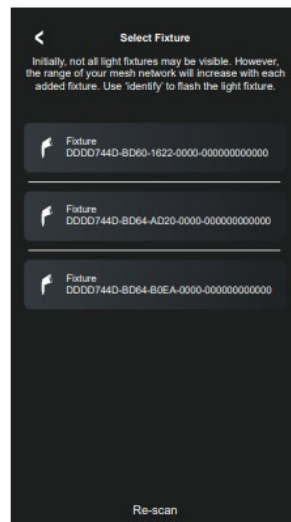 Select Fixture
Initially, not all light fixtures may be visible. However,
the range of your mesh network will increase with each
added fixture. Use 'identify' to flash the light fixture.
Fixture
DDDD744D-BD60-1622-0000-000000000000
Fixture
DDDD744D-BD64-AD20-0000-000000000000
Fixture
DDDD744D-BD64-B0EA-0000-000000000000
Re-scan